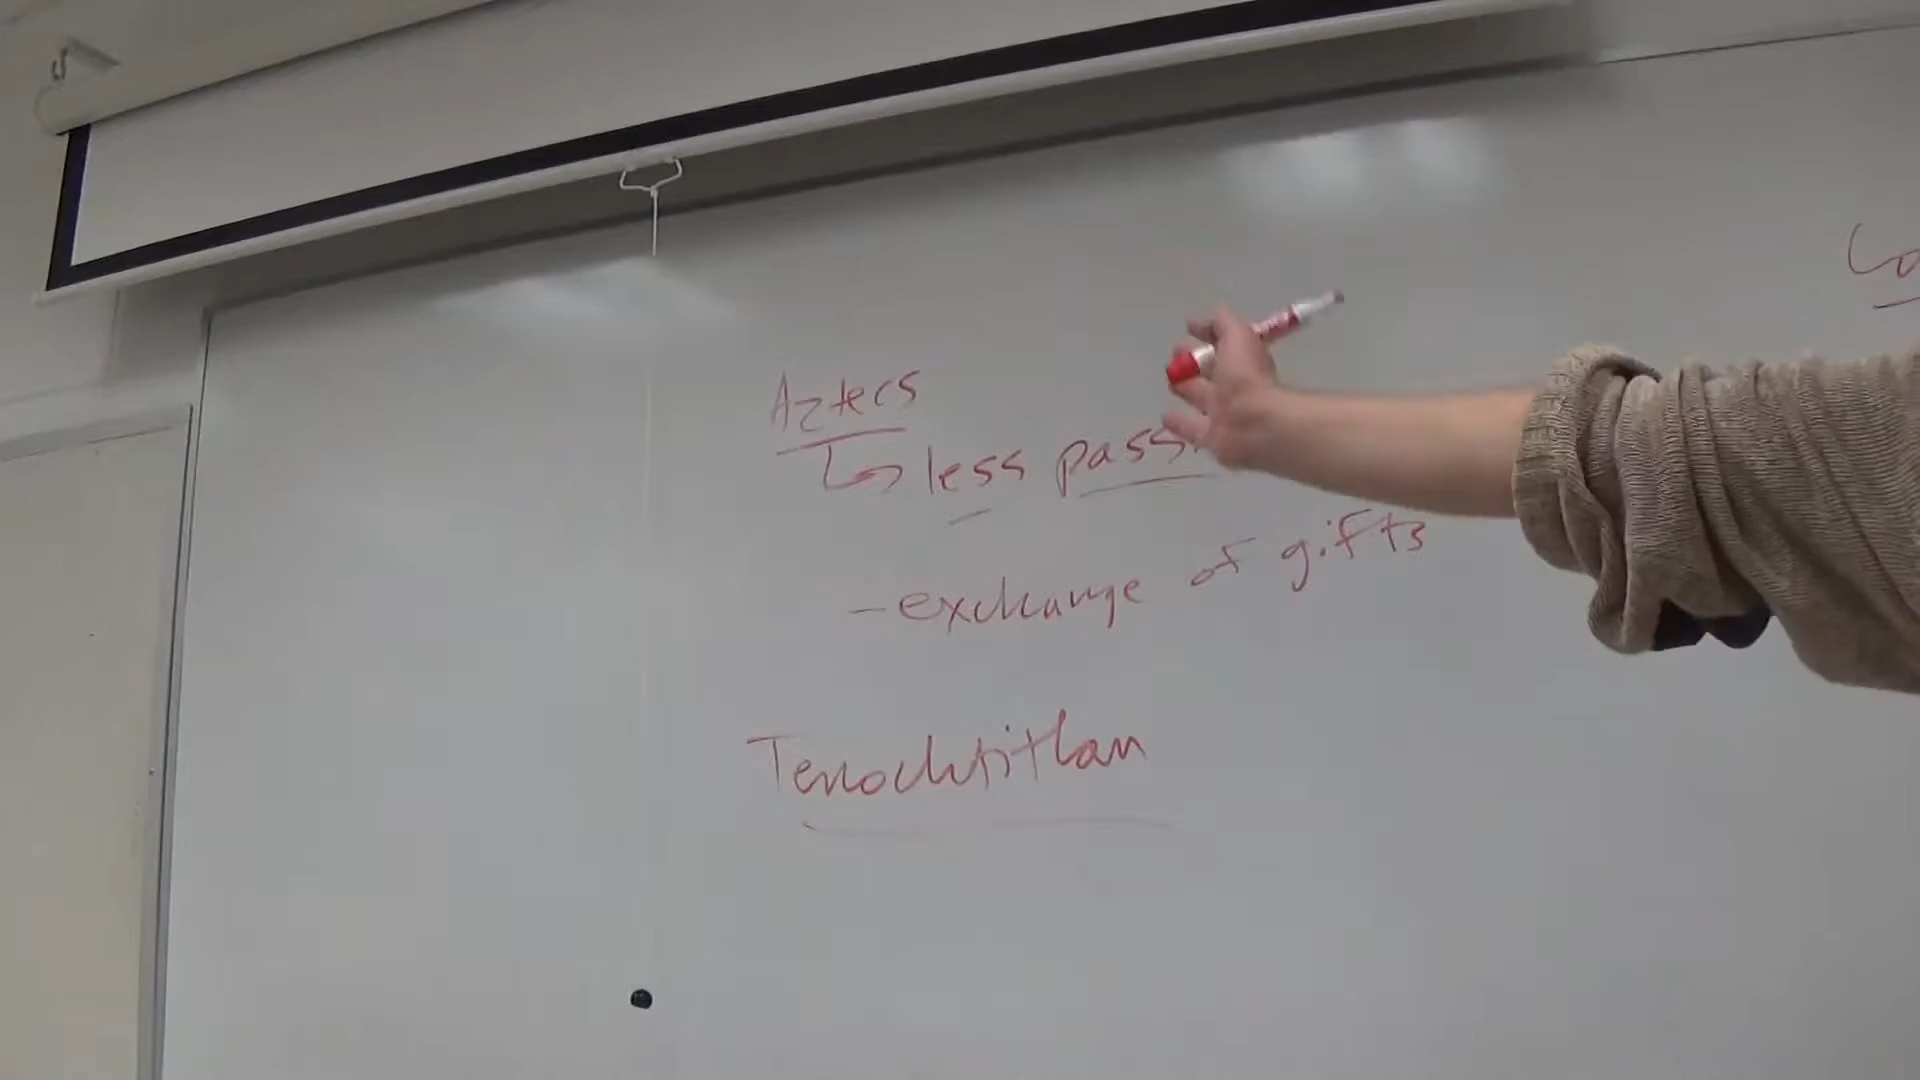 Aztecs
↳ less pass
- exchange of gifts
Tenochtitlan